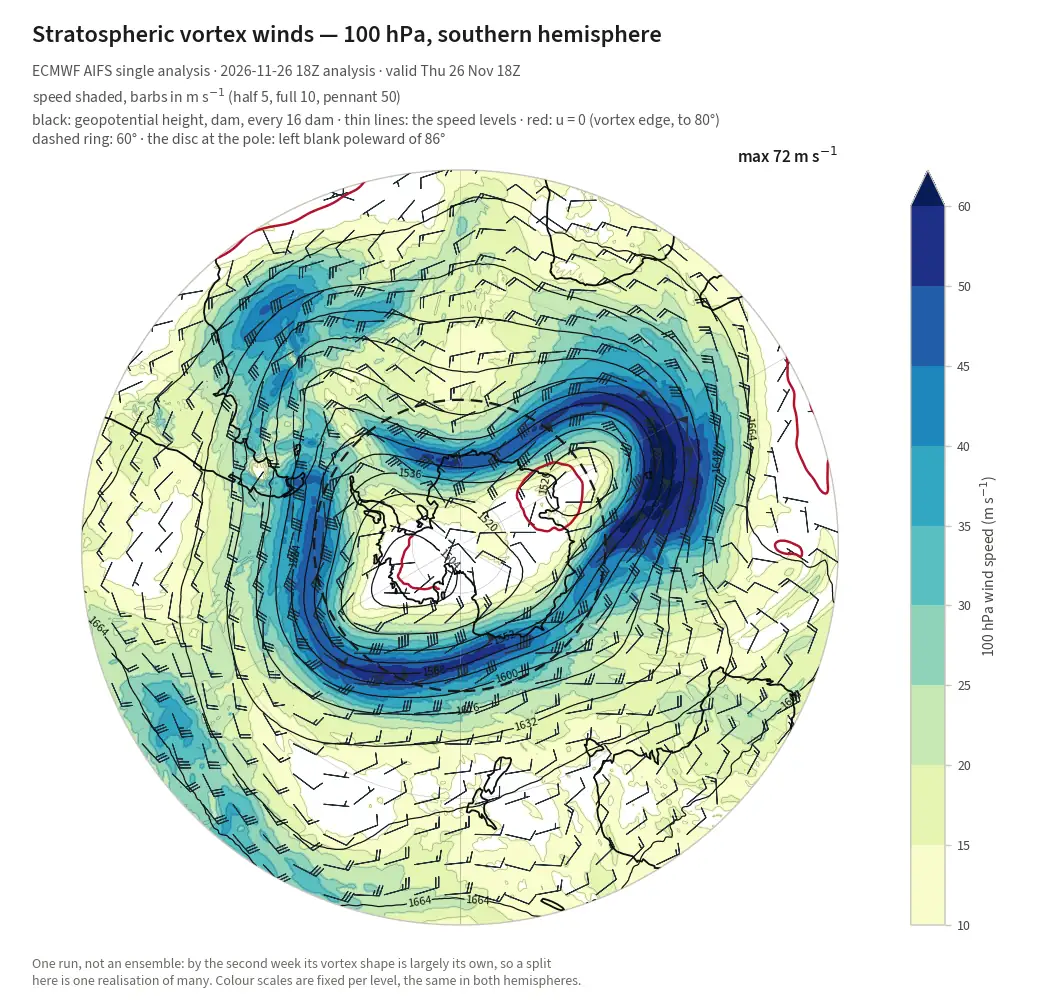 Stratospheric vortex winds — 100 hPa, southern hemisphere
ECMWF AIFS single analysis · 2026-11-26 18Z analysis · valid Thu 26 Nov 18Z
speed shaded, barbs in m s⁻¹ (half 5, full 10, pennant 50)
black: geopotential height, dam, every 16 dam · thin lines: the speed levels · red: u = 0 (vortex edge, to 80°)
dashed ring: 60° · the disc at the pole: left blank poleward of 86°
max 72 m s⁻¹
60
50
45
40
35
30
25
20
15
10
100 hPa wind speed (m s⁻¹)
1664
1536
1520
1504
1664
1600
1632
1664
1664
One run, not an ensemble: by the second week its vortex shape is largely its own, so a split
here is one realisation of many. Colour scales are fixed per level, the same in both hemispheres.